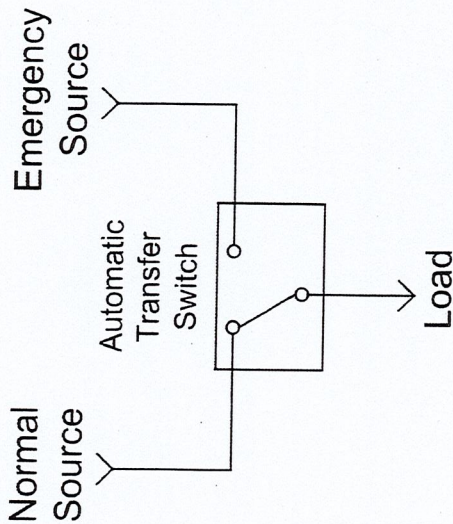 Normal
Source
Automatic
Transfer
Switch
Emergency
Source
Load